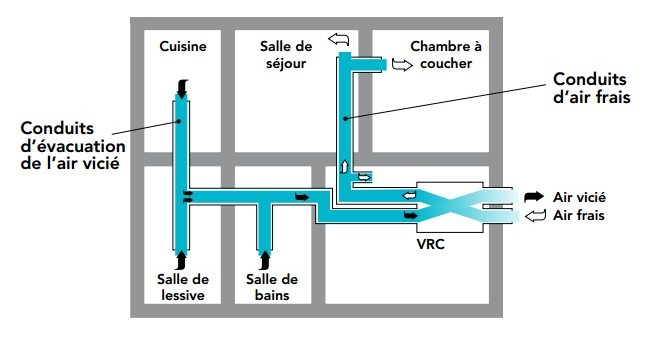 Cuisine
Salle de
séjour
Chambre à
coucher
Conduits
d'air frais
Conduits
d'évacuation
de l'air vicié
Air vicié
Air frais
VRC
Salle de
lessive
Salle de
bains